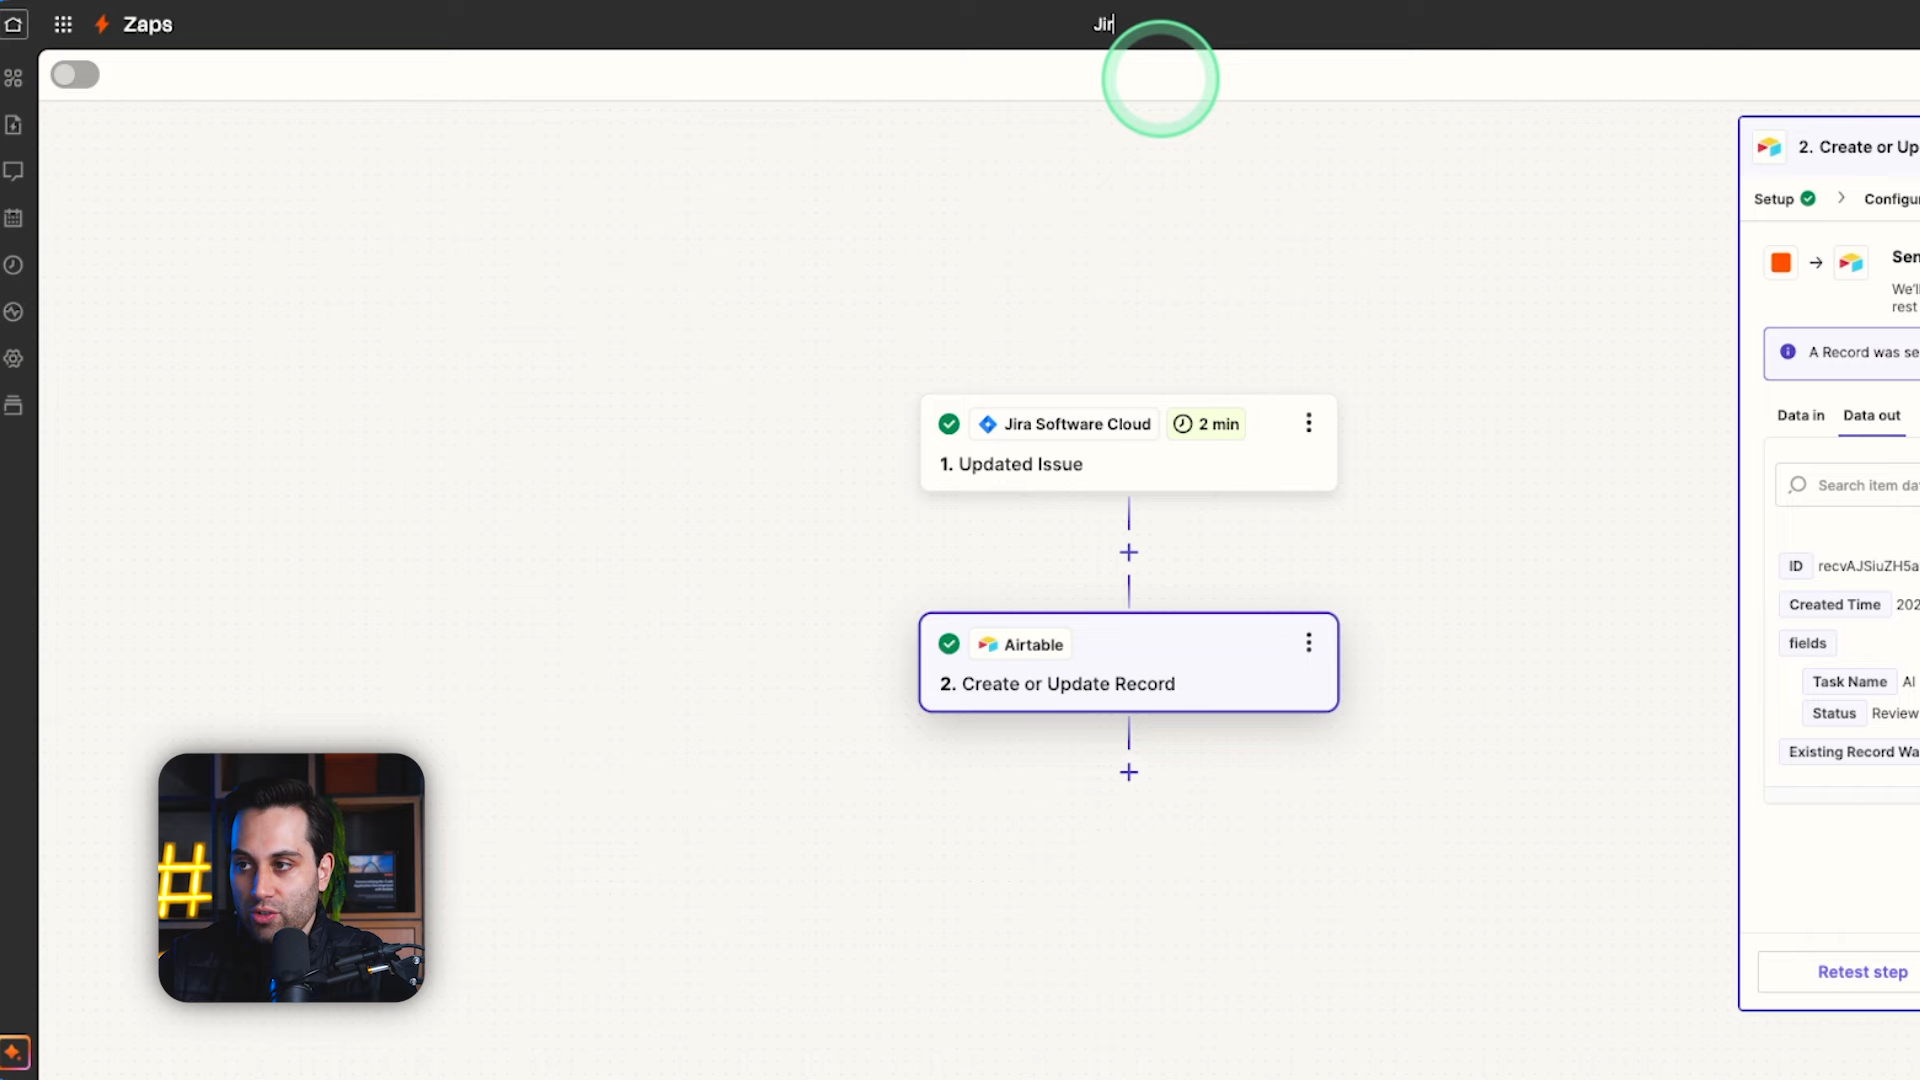 Zaps
Jir
Jira Software Cloud
2 min
1. Updated Issue
Airtable
2. Create or Update Record
2. Create or Up
Setup
Configur
Sen
We'll
rest
A Record was se
Data in
Data out
Search item da
ID recvAJSiuZH5a
Created Time 202
fields
Task Name AI
Status Review
Existing Record Wa
Retest step
#